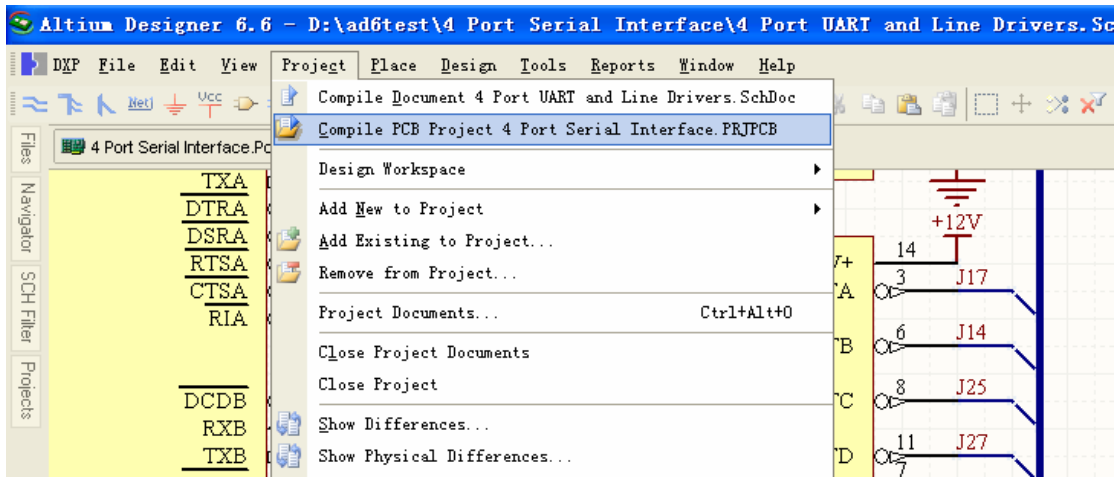 Altium Designer 6.6 - D:\ad6test\4 Port Serial Interface\4 Port UART and Line Drivers.Sc
DXP File Edit View Project Place Design Tools Reports Window Help
Net1 Vcc
Compile Document 4 Port UART and Line Drivers.SchDoc
Compile PCB Project 4 Port Serial Interface.PRJPCB
Design Workspace
Add New to Project
Add Existing to Project...
Remove from Project...
Project Documents... Ctrl+Alt+O
Close Project Documents
Close Project
Show Differences...
Show Physical Differences...
Files
Navigator
SCH Filter
Projects
4 Port Serial Interface.Pc
TXA
DTRA
DSRA
RTSA
CTSA
RIA
DCDB
RXB
TXB
+12V
V+ 14
A 3 J17
B 6 J14
C 8 J25
D 11 J27
7